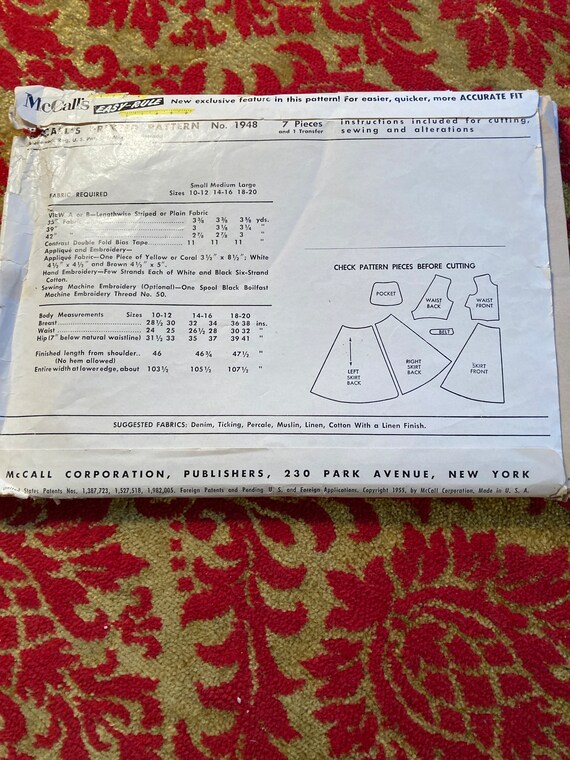 McCall's EASY-RULE New exclusive feature in this pattern! For easier, quicker, more ACCURATE FIT
PATTERN No. 1948 7 Pieces and 1 Transfer instructions included for cutting, sewing and alterations
FABRIC REQUIRED Sizes Small Medium Large
10-12 14-16 18-20
View A or B—Lengthwise Striped or Plain Fabric
35" Fabric 3⅜ 3⅜ 3⅜ yds.
39" 3 3⅛ 3¼ "
42" 2⅞ 2⅞ 3 "
Contrast Double Fold Bias Tape 11 11 11 "
Appliqué and Embroidery—
Appliqué Fabric—One Piece of Yellow or Coral 3½" x 8½"; White
4½" x 4½" and Brown 4½" x 5".
Hand Embroidery—Few Strands Each of White and Black Six-Strand
Cotton.
Sewing Machine Embroidery (Optional)—One Spool Black Boilfast
Machine Embroidery Thread No. 50.
Body Measurements Sizes 10-12 14-16 18-20
Breast 28½ 30 32 34 36 38 ins.
Waist 24 25 26½ 28 30 32 "
Hip (7" below natural waistline) 31½ 33 35 37 39 41 "
Finished length from shoulder.. 46 46¾ 47½ "
(No hem allowed)
Entire width at lower edge, about 103½ 105½ 107½ "
CHECK PATTERN PIECES BEFORE CUTTING
POCKET
WAIST BACK
WAIST FRONT
BELT
LEFT SKIRT BACK
RIGHT SKIRT BACK
SKIRT FRONT
SUGGESTED FABRICS: Denim, Ticking, Percale, Muslin, Linen, Cotton With a Linen Finish.
McCALL CORPORATION, PUBLISHERS, 230 PARK AVENUE, NEW YORK
States Patents Nos. 1,387,723, 1,527,518, 1,982,005. Foreign Patents and Pending U. S. and Foreign Applications. Copyright 1955, by McCall Corporation. Made in U. S. A.